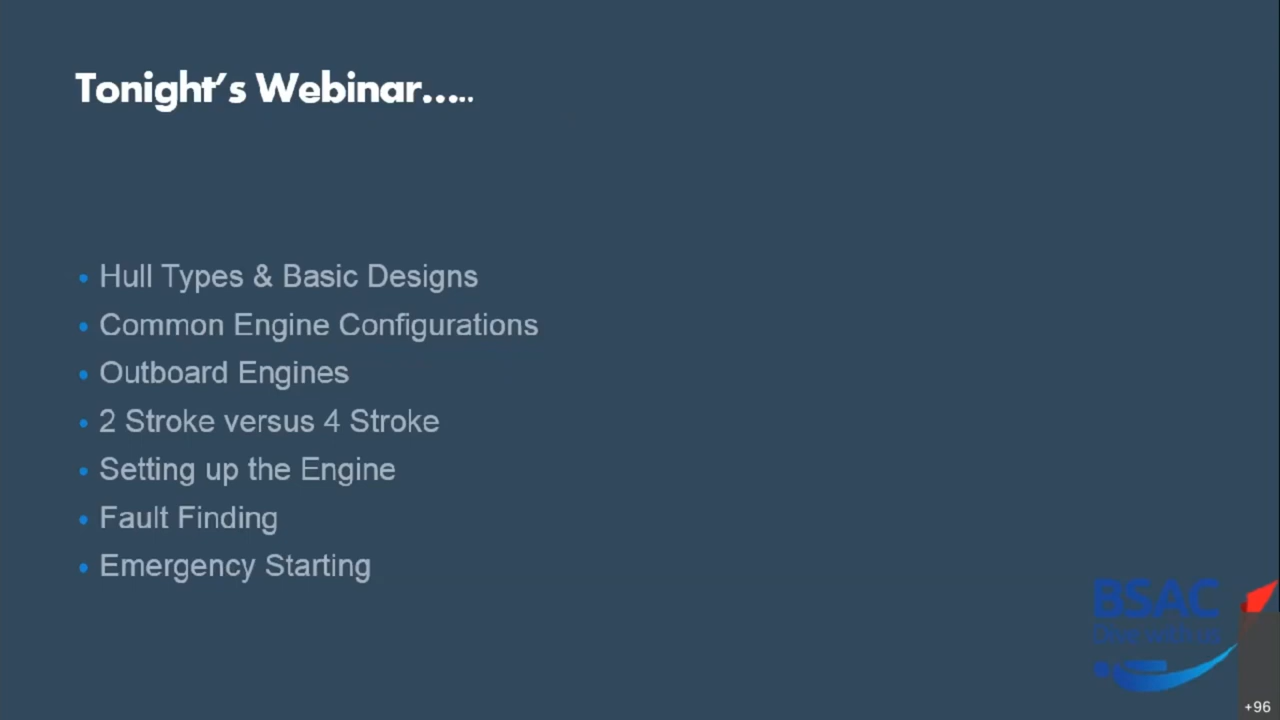 Tonight's Webinar.....
• Hull Types & Basic Designs
• Common Engine Configurations
• Outboard Engines
• 2 Stroke versus 4 Stroke
• Setting up the Engine
• Fault Finding
• Emergency Starting
BSAC
Dive with us
+96